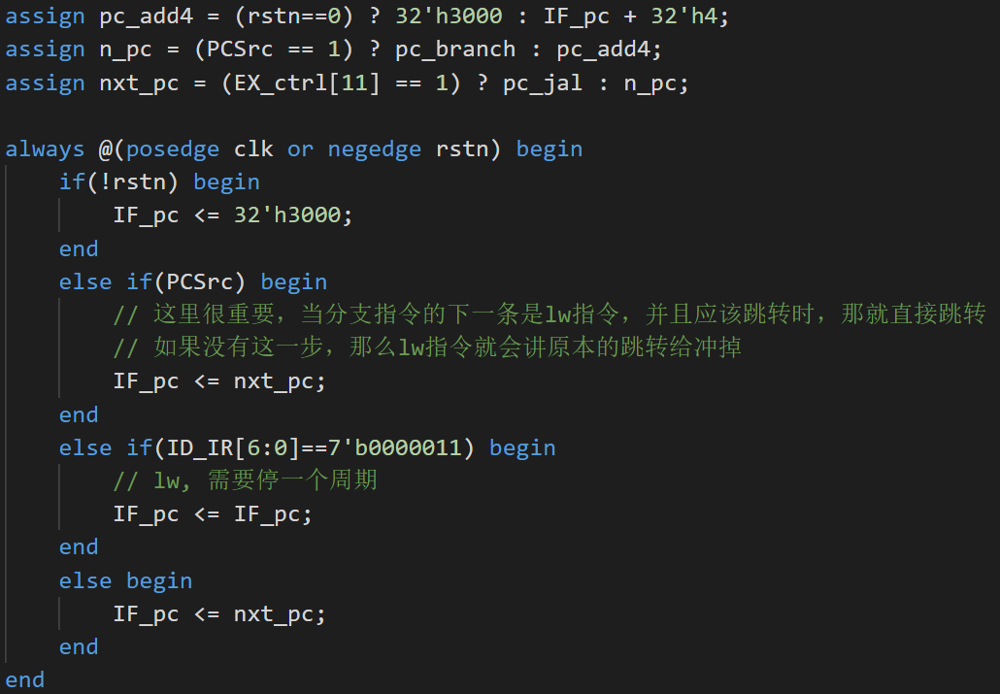 assign pc_add4 = (rstn==0) ? 32'h3000 : IF_pc + 32'h4;
assign n_pc = (PCSrc == 1) ? pc_branch : pc_add4;
assign nxt_pc = (EX_ctrl[11] == 1) ? pc_jal : n_pc;
always @(posedge clk or negedge rstn) begin
if(!rstn) begin
IF_pc <= 32'h3000;
end
else if(PCSrc) begin
// 这里很重要，当分支指令的下一条是lw指令，并且应该跳转时，那就直接跳转
// 如果没有这一步，那么lw指令就会讲原本的跳转给冲掉
IF_pc <= nxt_pc;
end
else if(ID_IR[6:0]==7'b0000011) begin
// lw, 需要停一个周期
IF_pc <= IF_pc;
end
else begin
IF_pc <= nxt_pc;
end
end